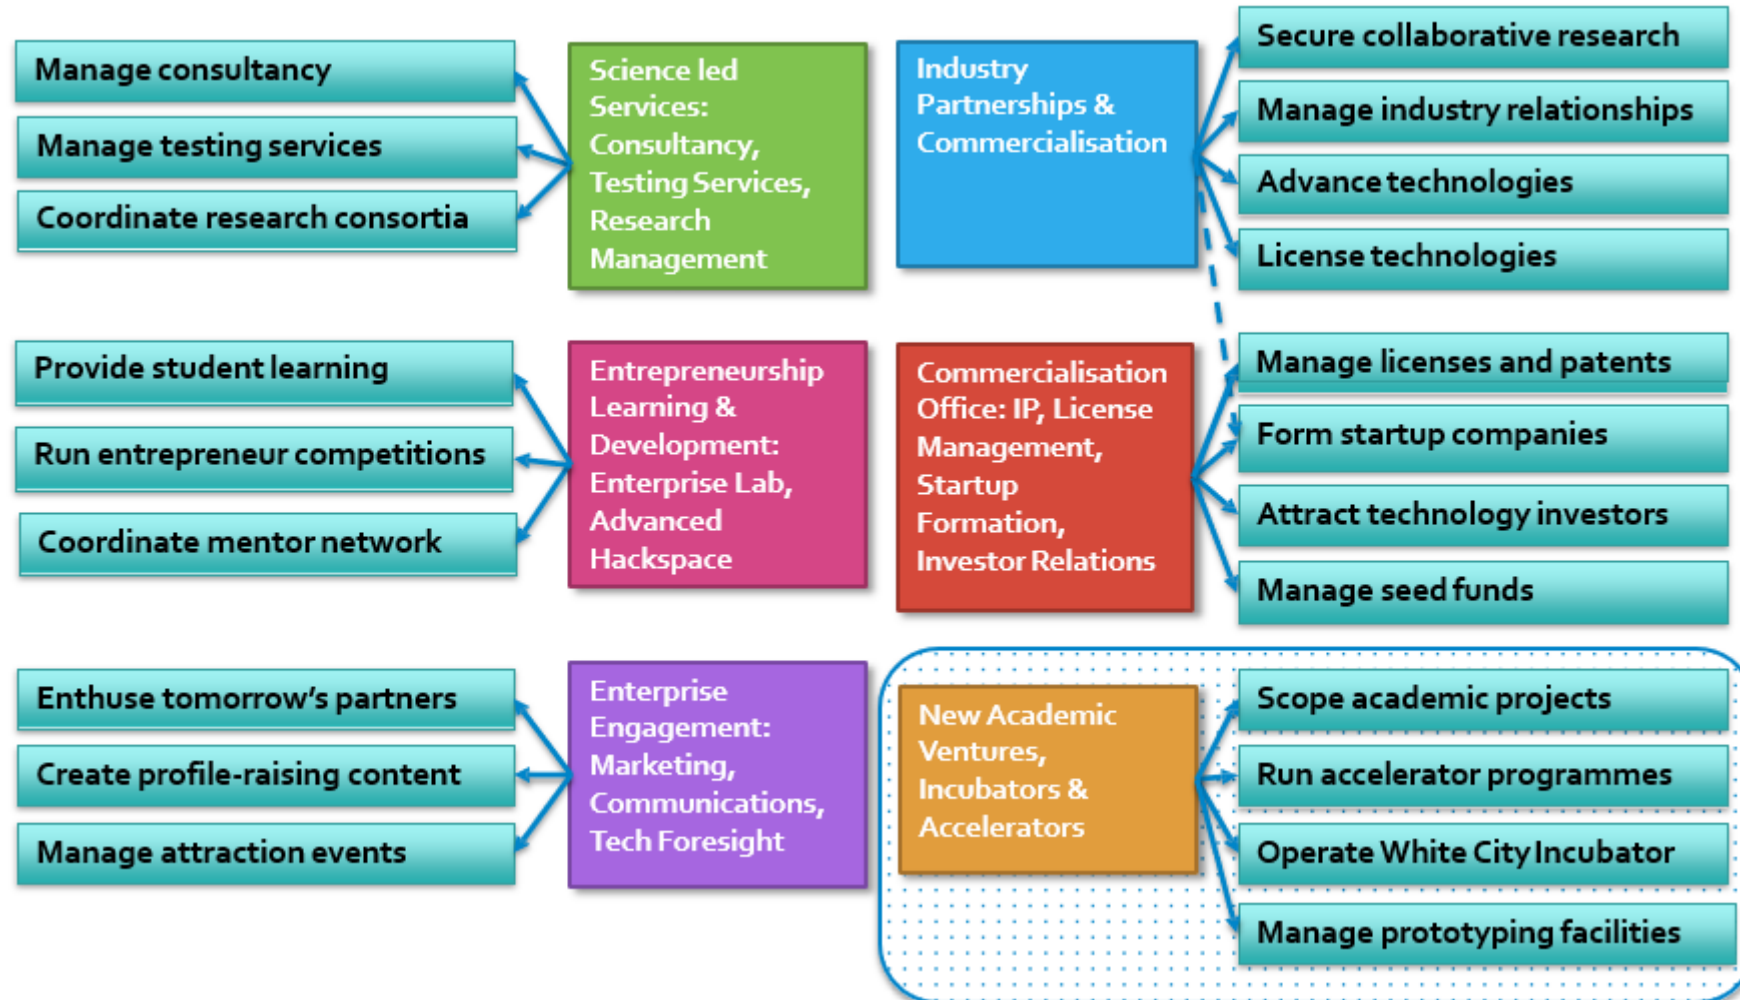 Manage consultancy
Manage testing services
Coordinate research consortia
Science led
Services:
Consultancy,
Testing Services,
Research
Management
Industry
Partnerships &
Commercialisation
Secure collaborative research
Manage industry relationships
Advance technologies
License technologies
Provide student learning
Run entrepreneur competitions
Coordinate mentor network
Entrepreneurship
Learning &
Development:
Enterprise Lab,
Advanced
Hackspace
Commercialisation
Office: IP, License
Management,
Startup
Formation,
Investor Relations
Manage licenses and patents
Form startup companies
Attract technology investors
Manage seed funds
Enthuse tomorrow's partners
Create profile-raising content
Manage attraction events
Enterprise
Engagement:
Marketing,
Communications,
Tech Foresight
New Academic
Ventures,
Incubators &
Accelerators
Scope academic projects
Run accelerator programmes
Operate White City Incubator
Manage prototyping facilities